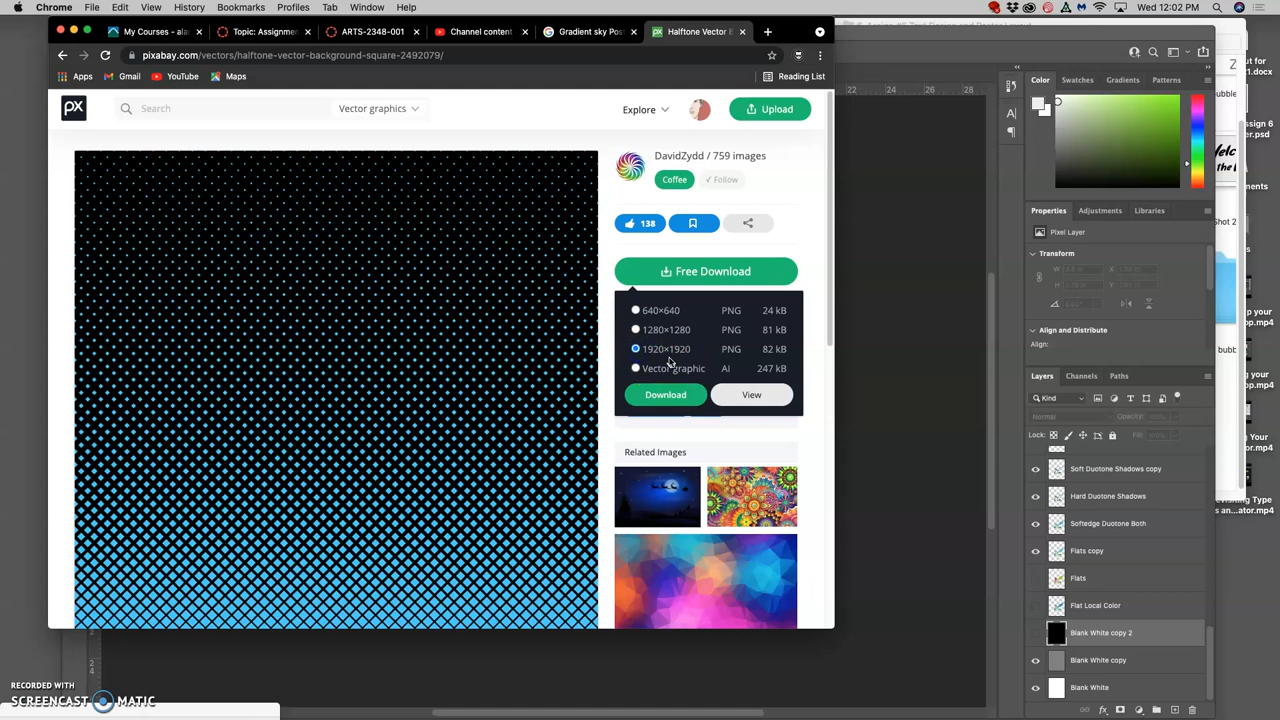 Chrome File Edit View History Bookmarks Profiles Tab Window Help
Wed 12:02 PM
My Courses - alas
Topic: Assignme
ARTS-2348-001
Channel content
Gradient sky Pos
Halftone Vector B
pixabay.com/vectors/halftone-vector-background-square-2492079/
Apps Gmail YouTube Maps
Reading List
px
Search
Vector graphics
Explore
Upload
DavidZydd / 759 images
Coffee
✓ Follow
138
Free Download
640×640 PNG 24 kB
1280×1280 PNG 81 kB
1920×1920 PNG 82 kB
Vector graphic AI 247 kB
Download
View
Related Images
22 24 26 28
Color Swatches Gradients Patterns
Properties Adjustments Libraries
Pixel Layer
Transform
Align and Distribute
Align:
Layers Channels Paths
Kind
Normal
Opacity:
Lock:
Fill:
Soft Duotone Shadows copy
Hard Duotone Shadows
Softedge Duotone Both
Flats copy
Flats
Flat Local Color
Blank White copy 2
Blank White copy
Blank White
RECORDED WITH
SCREENCAST MATIC